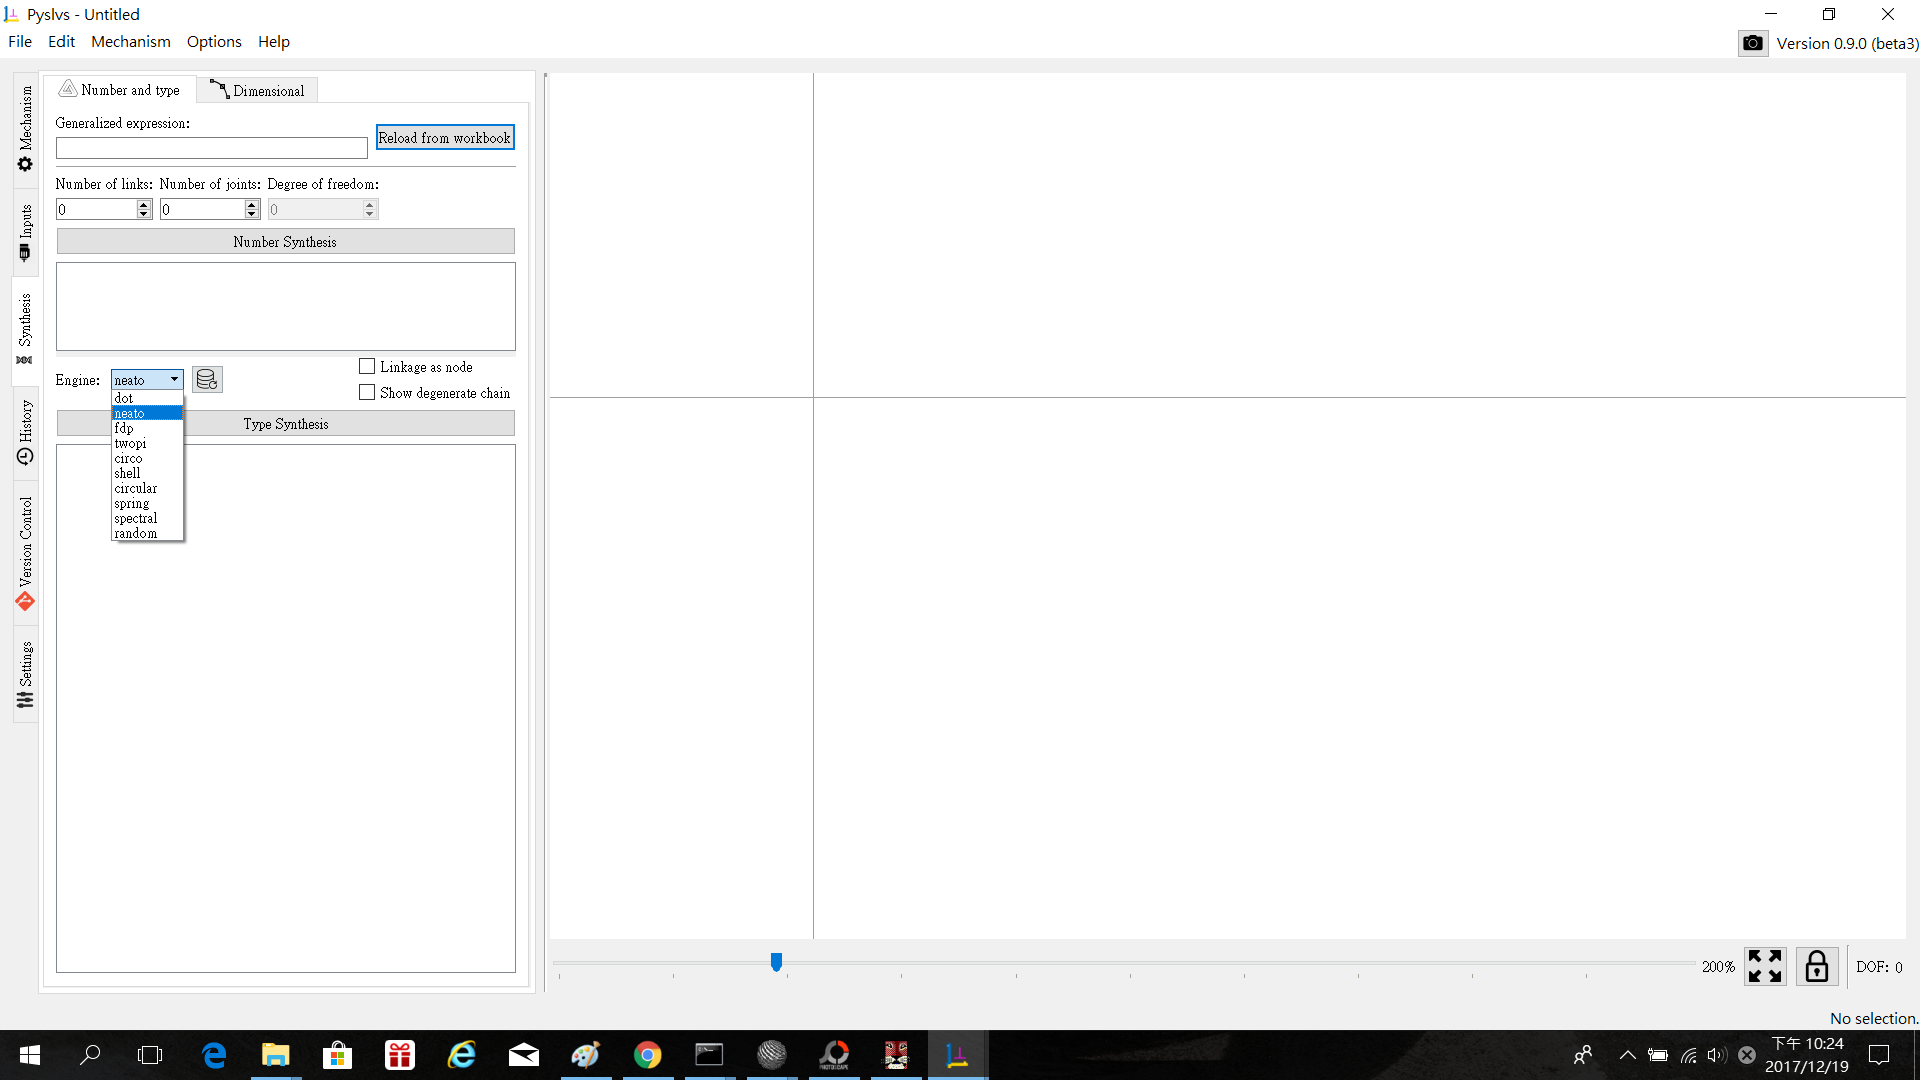 Pyslvs - Untitled
File Edit Mechanism Options Help
Version 0.9.0 (beta3)
Mechanism
Inputs
Synthesis
History
Version Control
Settings
Number and type
Dimensional
Generalized expression:
Reload from workbook
Number of links: Number of joints: Degree of freedom:
0 0 0
Number Synthesis
Linkage as node
Engine: neato
Show degenerate chain
dot
neato
fdp
twopi
circo
shell
circular
spring
spectral
random
Type Synthesis
200%
DOF: 0
No selection.
PHOTOSCAPE
下午 10:24
2017/12/19